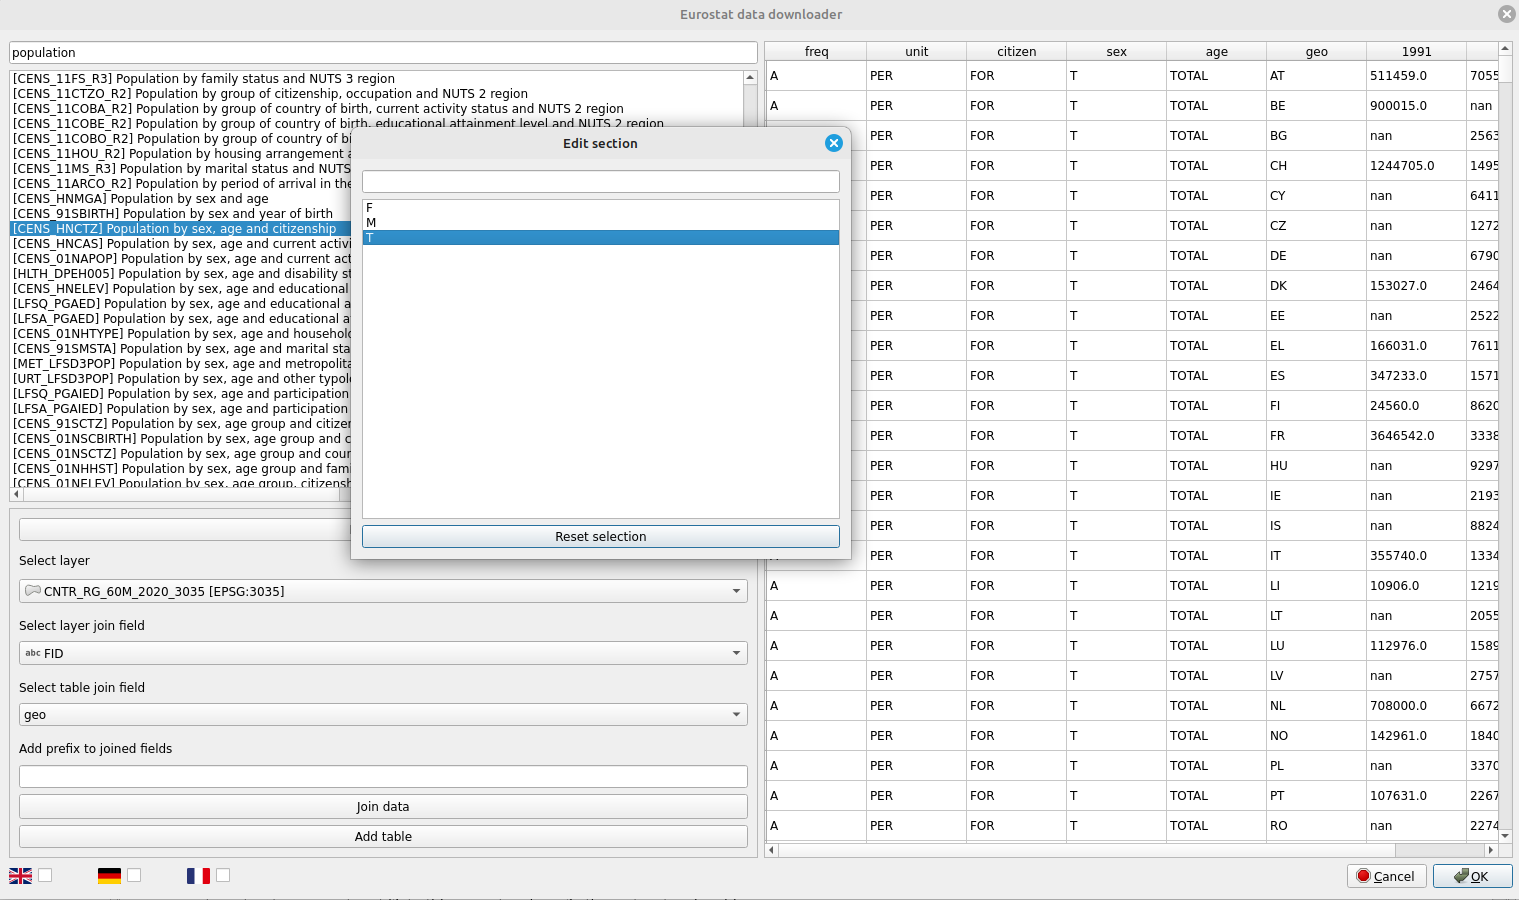 Eurostat data downloader
population
[CENS_11FS_R3] Population by family status and NUTS 3 region
[CENS_11CTZO_R2] Population by group of citizenship, occupation and NUTS 2 region
[CENS_11COBA_R2] Population by group of country of birth, current activity status and NUTS 2 region
[CENS_11COBE_R2] Population by group of country of birth, educational attainment level and NUTS 2 region
[CENS_11COBO_R2] Population by group of country of
[CENS_11HOU_R2] Population by housing arrangement
[CENS_11MS_R3] Population by marital status and NUTS
[CENS_11ARCO_R2] Population by period of arrival in the
[CENS_HNMGA] Population by sex and age
[CENS_91SBIRTH] Population by sex and year of birth
[CENS_HNCTZ] Population by sex, age and citizenship
[CENS_HNCAS] Population by sex, age and current
[CENS_01NAPOP] Population by sex, age and current
[HLTH_DPEH005] Population by sex, age and disability
[CENS_HNELEV] Population by sex, age and educational
[LFSQ_PGAED] Population by sex, age and educational
[LFSA_PGAED] Population by sex, age and educational
[CENS_01NHTYPE] Population by sex, age and
[CENS_91SMSTA] Population by sex, age and marital
[MET_LFSD3POP] Population by sex, age and
[URT_LFSD3POP] Population by sex, age and other
[LFSQ_PGAIED] Population by sex, age and participation
[LFSA_PGAIED] Population by sex, age and participation
[CENS_91SCTZ] Population by sex, age group and
[CENS_01NSCBIRTH] Population by sex, age group and
[CENS_01NSCTZ] Population by sex, age group and
[CENS_01NHHST] Population by sex, age group and
[CENS_01NELEV] Population by sex, age group,
Edit section
F
M
T
Reset selection
Select layer
CNTR_RG_60M_2020_3035 [EPSG:3035]
Select layer join field
abc FID
Select table join field
geo
Add prefix to joined fields
Join data
Add table
freq unit citizen sex age geo 1991
A PER FOR T TOTAL AT 511459.0 7055
A PER FOR T TOTAL BE 900015.0 nan
PER FOR T TOTAL BG nan 2563
PER FOR T TOTAL CH 1244705.0 1495
PER FOR T TOTAL CY nan 6411
PER FOR T TOTAL CZ nan 1272
PER FOR T TOTAL DE nan 6790
PER FOR T TOTAL DK 153027.0 2464
PER FOR T TOTAL EE nan 2522
PER FOR T TOTAL EL 166031.0 7611
PER FOR T TOTAL ES 347233.0 1571
PER FOR T TOTAL FI 24560.0 8620
PER FOR T TOTAL FR 3646542.0 3338
PER FOR T TOTAL HU nan 9297
PER FOR T TOTAL IE nan 2193
PER FOR T TOTAL IS nan 8824
PER FOR T TOTAL IT 355740.0 1334
A PER FOR T TOTAL LI 10906.0 1219
A PER FOR T TOTAL LT nan 2055
A PER FOR T TOTAL LU 112976.0 1589
A PER FOR T TOTAL LV nan 2757
A PER FOR T TOTAL NL 708000.0 6672
A PER FOR T TOTAL NO 142961.0 1840
A PER FOR T TOTAL PL nan 3370
A PER FOR T TOTAL PT 107631.0 2267
A PER FOR T TOTAL RO nan 2274
Cancel
OK